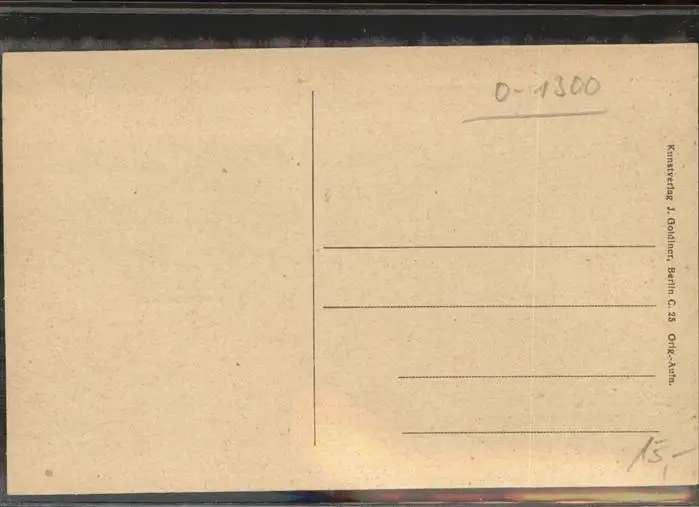 0-1300
Kunstverlag J. Goldiner, Berlin C. 25 Orig.-Aufn.
15,-